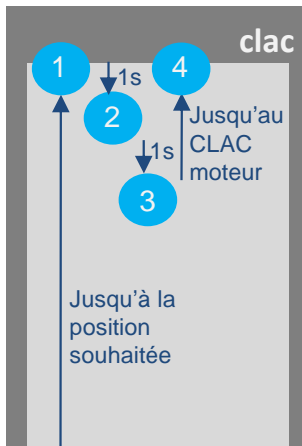 clac
1
1s
4
2
Jusqu'au
CLAC
moteur
1s
3
Jusqu'à la
position
souhaitée